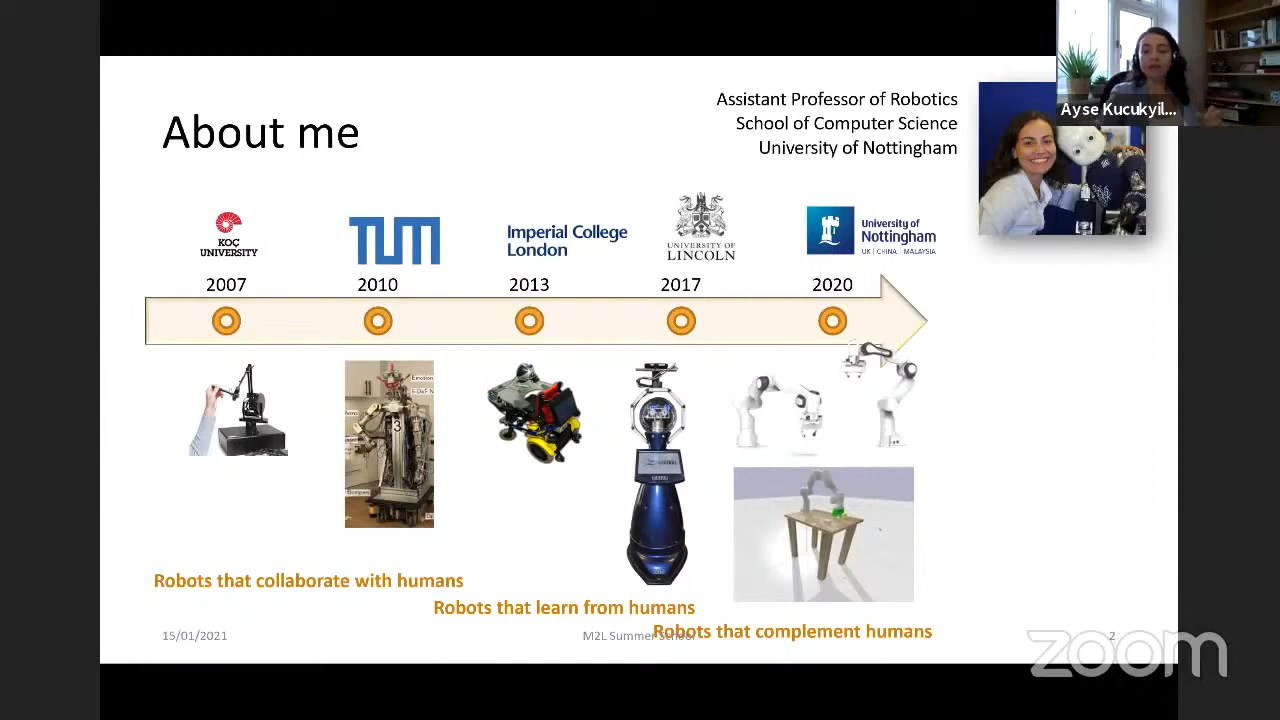 Ayse Kucukyil...
About me
Assistant Professor of Robotics
School of Computer Science
University of Nottingham
KOÇ
UNIVERSITY
TUM
Imperial College
London
UNIVERSITY OF
LINCOLN
University of
Nottingham
UK | CHINA | MALAYSIA
2007
2010
2013
2017
2020
Emotion
3
Bumpers
Robots that collaborate with humans
Robots that learn from humans
Robots that complement humans
15/01/2021
M2L Summer School
2
zoom